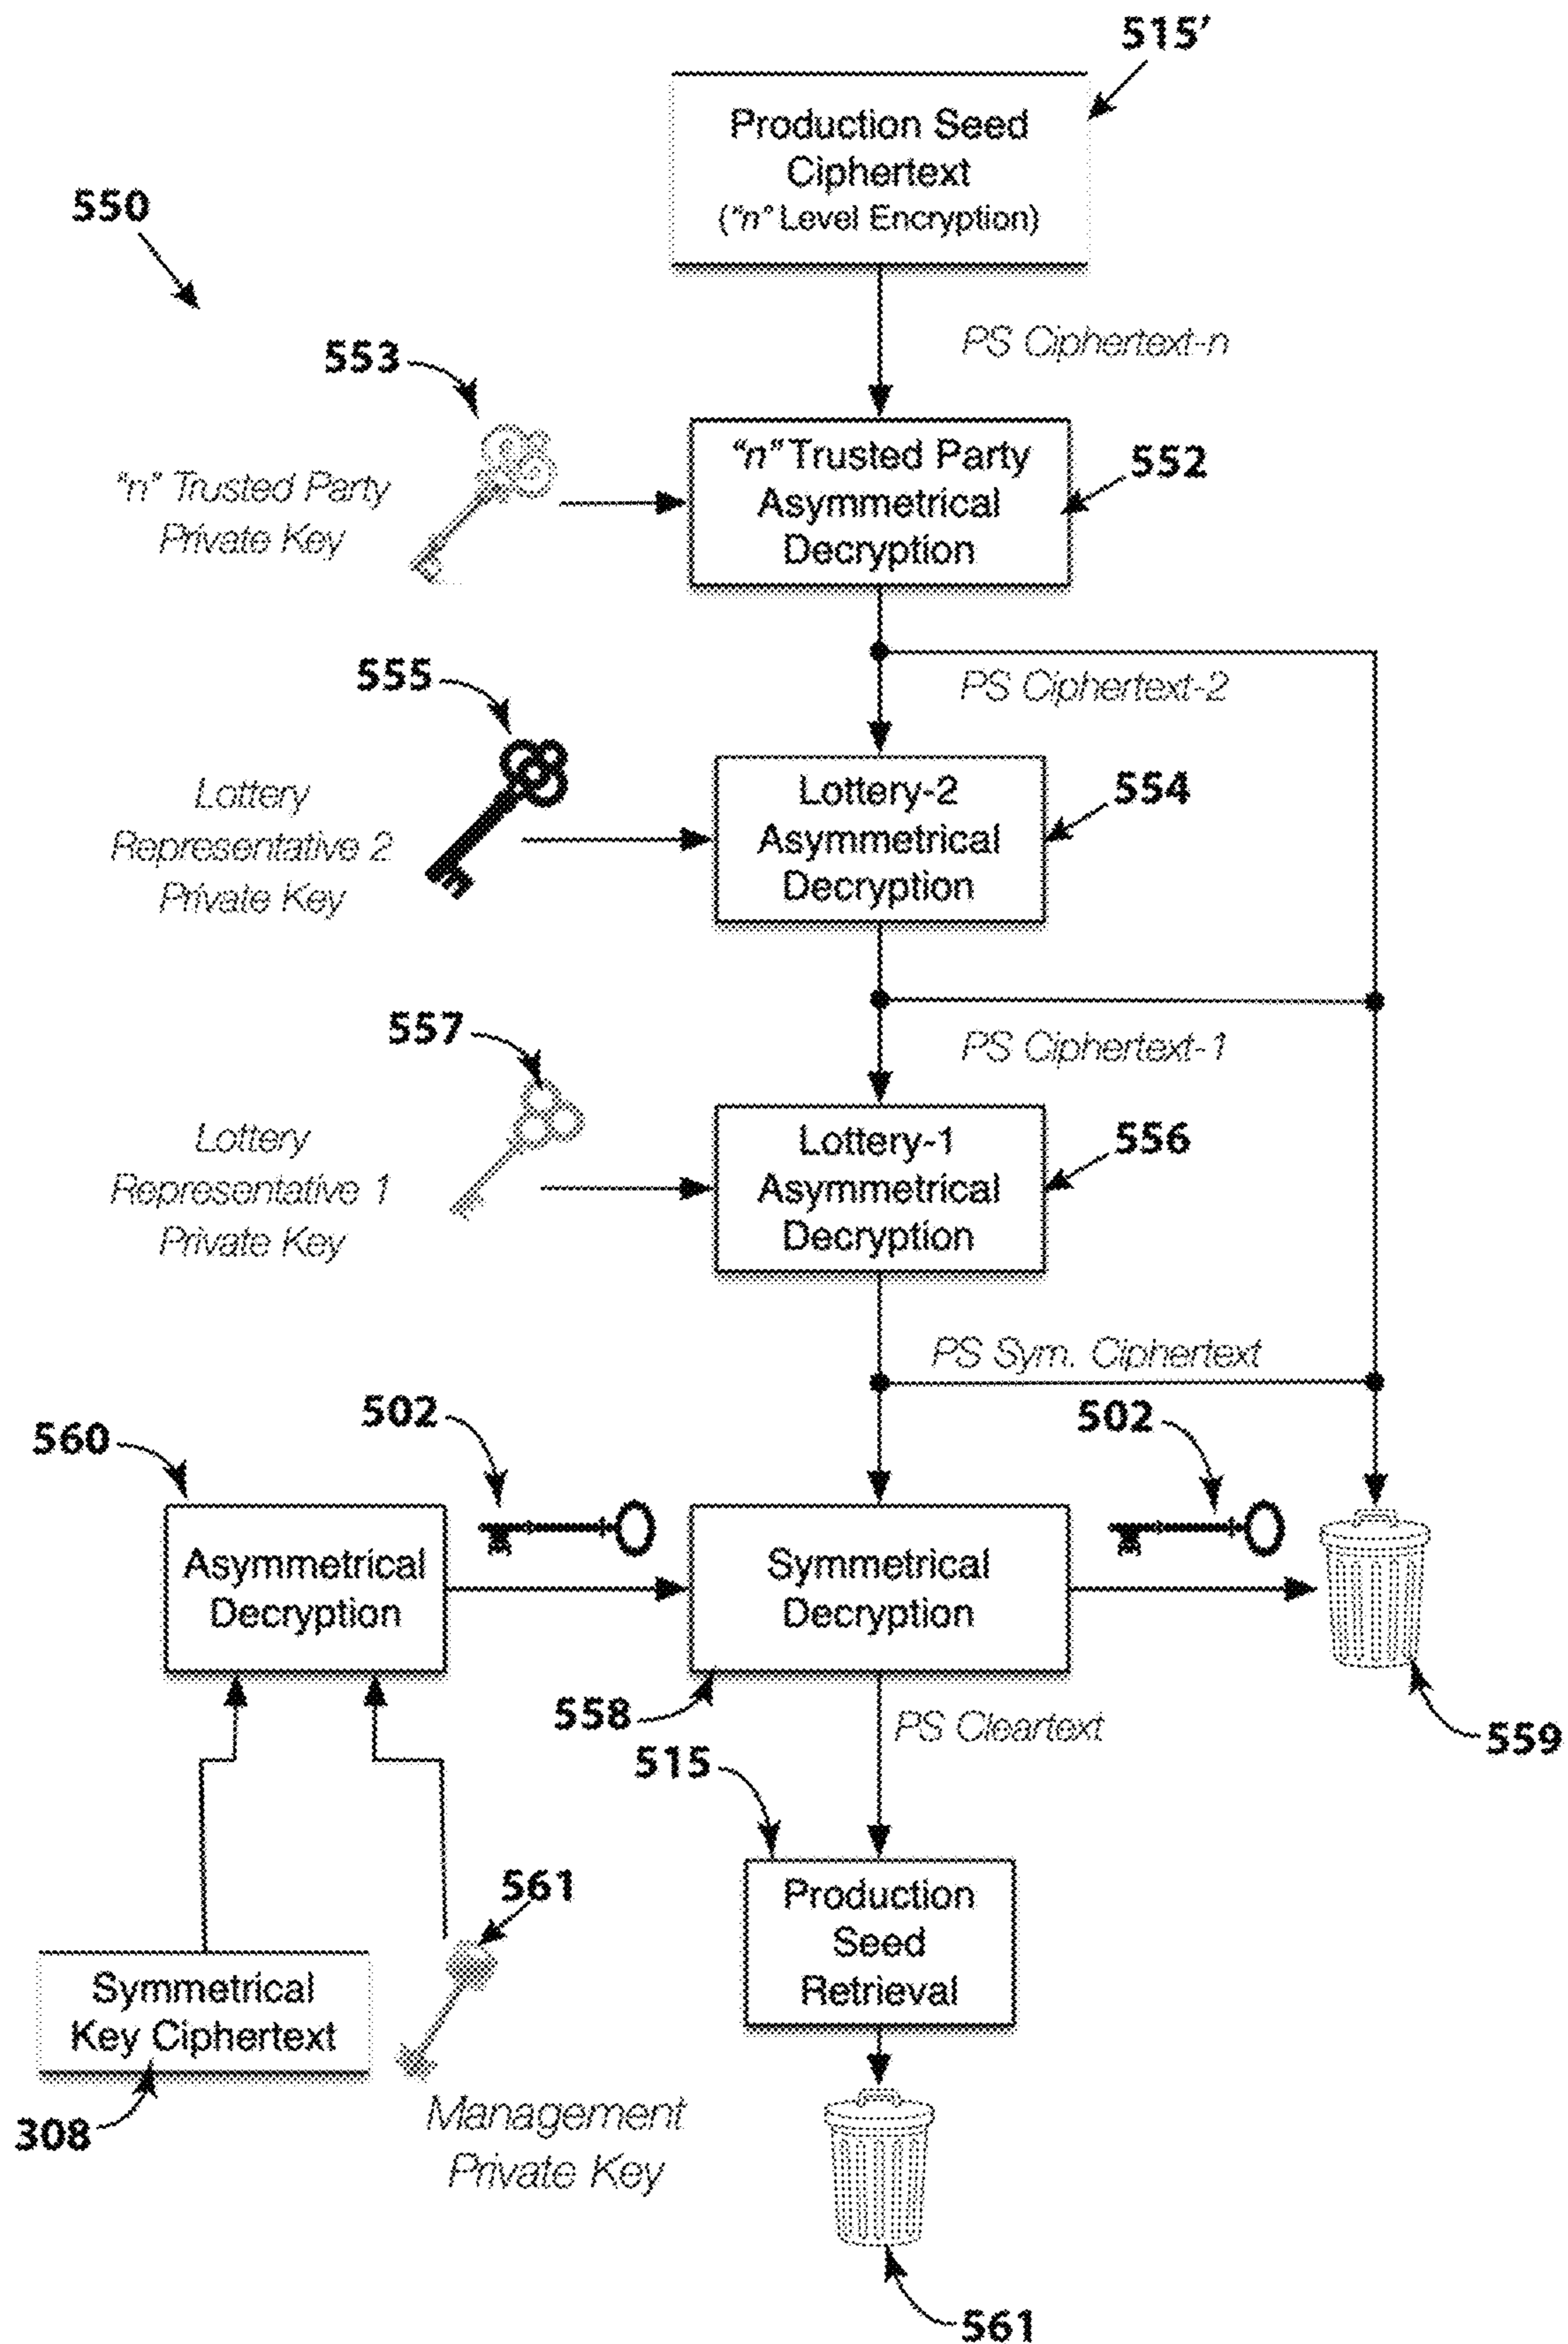 515’
Production Seed
Ciphertext
(“n” Level Encryption)
550
PS Ciphertext-n
553
“n” Trusted Party
Private Key
“n” Trusted Party
Asymmetrical
Decryption
552
555
PS Ciphertext-2
Lottery
Representative 2
Private Key
Lottery-2
Asymmetrical
Decryption
554
557
PS Ciphertext-1
Lottery
Representative 1
Private Key
Lottery-1
Asymmetrical
Decryption
556
PS Sym. Ciphertext
560
502
502
Asymmetrical
Decryption
Symmetrical
Decryption
558
PS Cleartext
559
515
561
Production
Seed
Retrieval
Symmetrical
Key Ciphertext
308
Management
Private Key
561